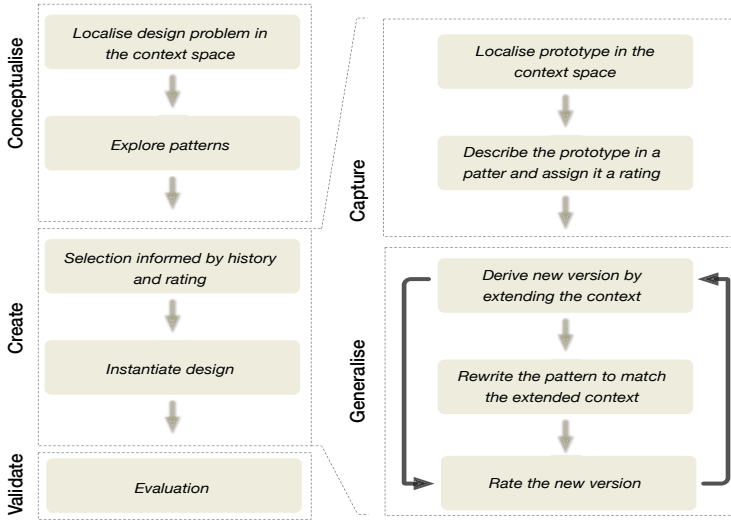 Conceptualise
Localise design problem in
the context space
Explore patterns
Create
Selection informed by history
and rating
Instantiate design
Validate
Evaluation
Capture
Localise prototype in the
context space
Describe the prototype in a
patter and assign it a rating
Generalise
Derive new version by
extending the context
Rewrite the pattern to match
the extended context
Rate the new version